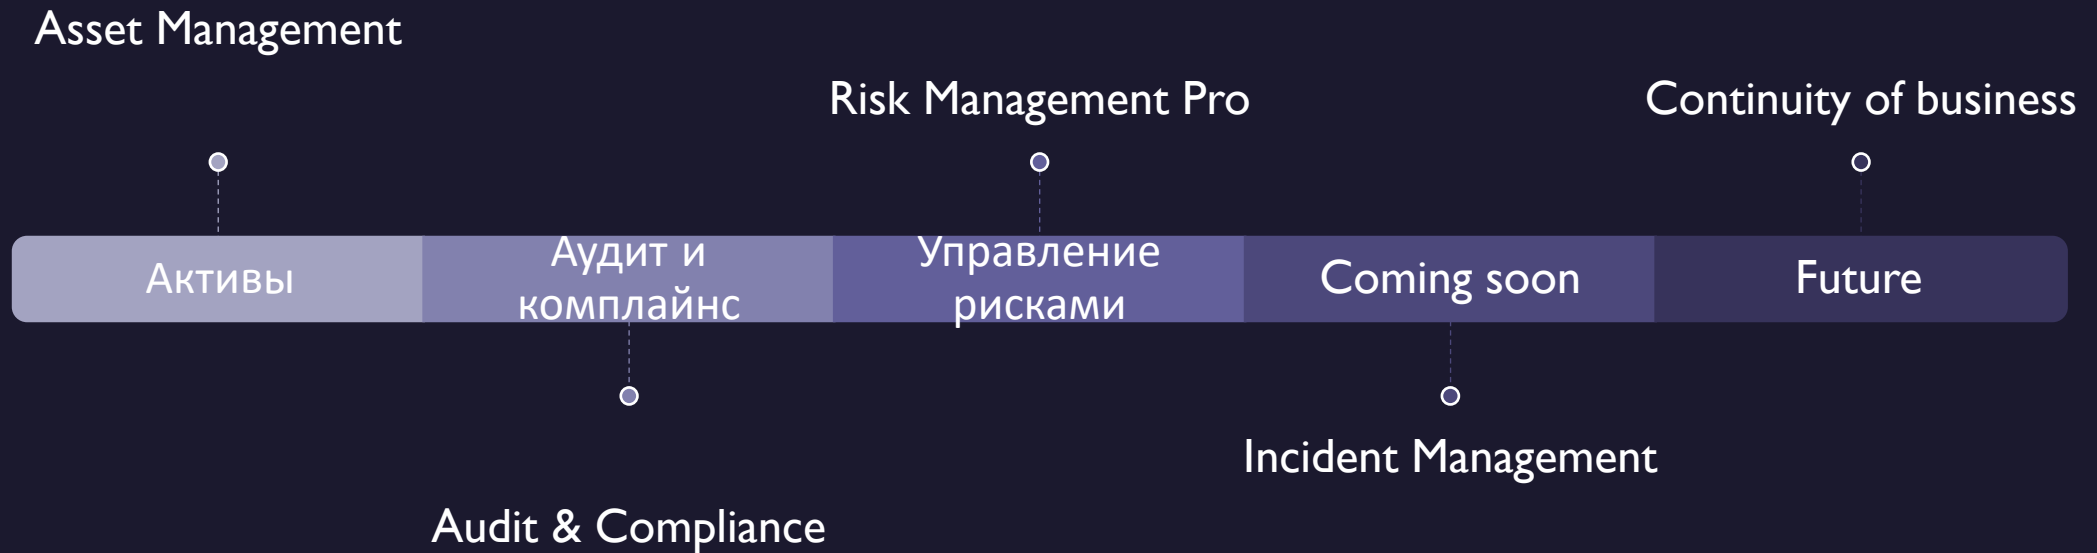 Asset Management
Risk Management Pro
Continuity of business
Активы
Аудит и
комплайнс
Управление
рисками
Coming soon
Future
Incident Management
Audit & Compliance